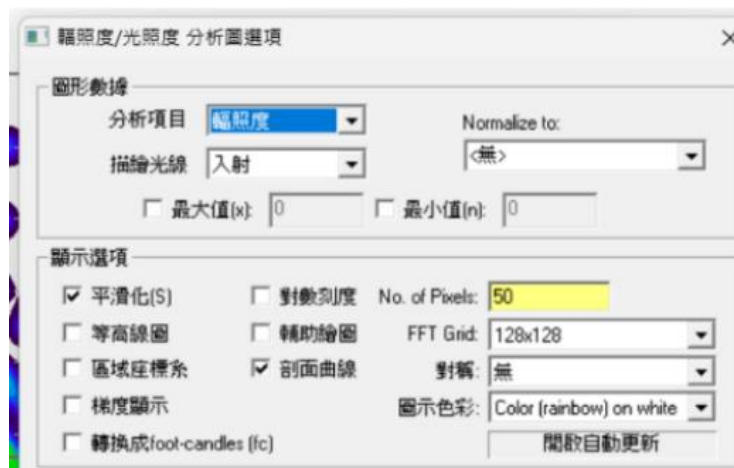 輻照度/光照度 分析圖選項
圖形數據
分析項目 輻照度
Normalize to:
描繪光線 入射
<無>
最大值(x): 0 最小值(n): 0
顯示選項
平滑化(S) 對數刻度 No. of Pixels: 50
等高線圖 輔助繪圖 FFT Grid: 128x128
區域座標系 剖面曲線 對稱: 無
梯度顯示 圖示色彩: Color (rainbow) on white
轉換成foot-candles (fc) 開啟自動更新